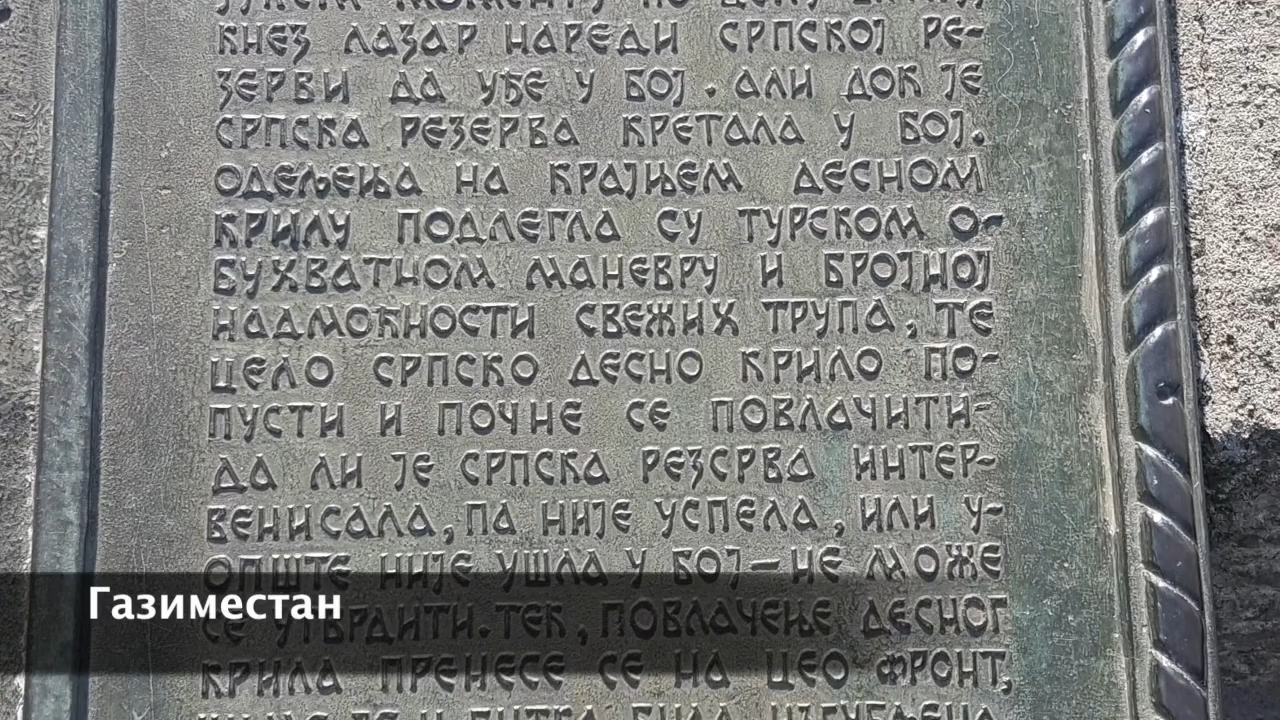 КНЕЗ ЛАЗАР НАРЕДИ СРПСКОЈ РЕ-
ЗЕРВИ ДА УЂЕ У БОЈ. АЛИ ДОК ЈЕ
СРПСКА РЕЗЕРВА КРЕТАЛА У БОЈ.
ОДЕЉЕЊА НА КРАЈЊЕМ ДЕСНОМ
КРИЛУ ПОДЛЕГЛА СУ ТУРСКОМ О-
БУХВАТНОМ МАНЕВРУ И БРОЈНОЈ
НАДМОЋНОСТИ СВЕЖИХ ТРУПА, ТЕ
ЦЕЛО СРПСКО ДЕСНО КРИЛО ПО-
ПУСТИ И ПОЧНЕ СЕ ПОВЛАЧИТИ-
ДА ЛИ ЈЕ СРПСКА РЕЗСРВА ИНТЕР-
ВЕНИСАЛА, ПА НИЈЕ УСПЕЛА, ИЛИ У-
ОПШТЕ НИЈЕ УШЛА У БОЈ — НЕ МОЖЕ
Газиместан
СЕ УТВРДИТИ. ТЕК, ПОВЛАЧЕЊЕ ДЕСНОГ
КРИЛА ПРЕНЕСЕ СЕ НА ЦЕО ФРОНТ,